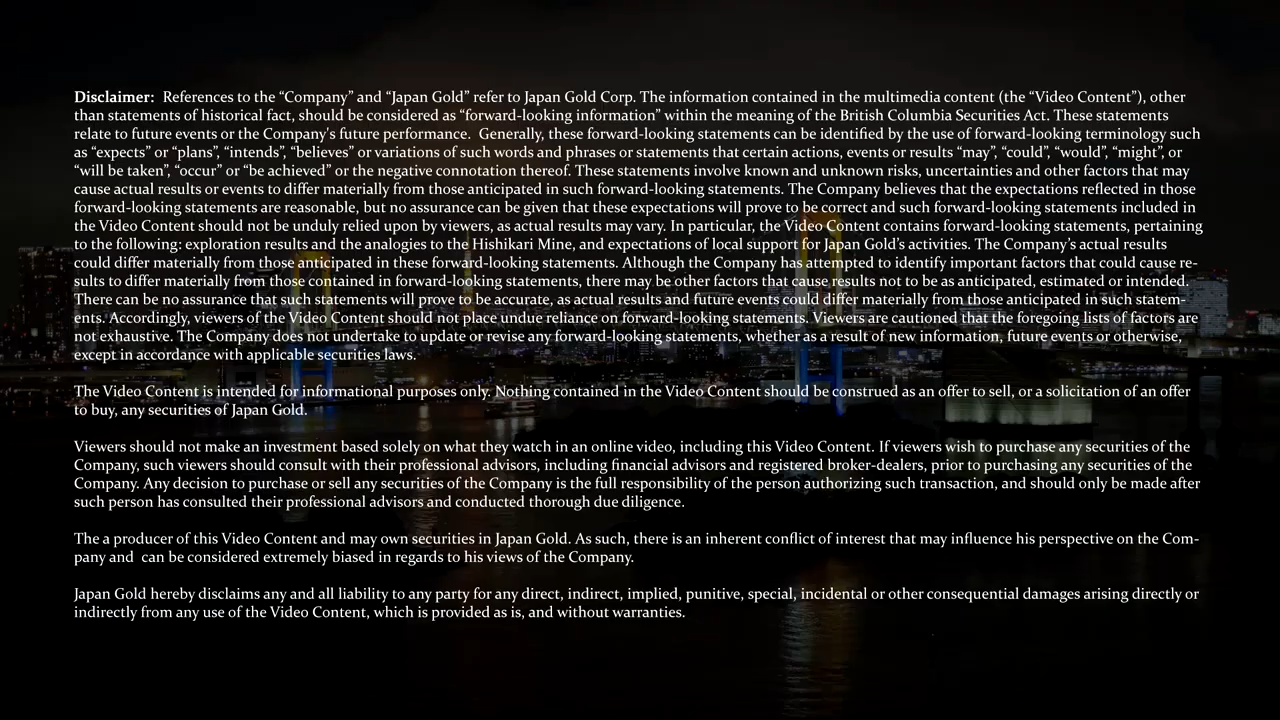 Disclaimer:  References to the “Company” and “Japan Gold” refer to Japan Gold Corp. The information contained in the multimedia content (the “Video Content”), other
than statements of historical fact, should be considered as “forward-looking information” within the meaning of the British Columbia Securities Act. These statements
relate to future events or the Company's future performance.  Generally, these forward-looking statements can be identified by the use of forward-looking terminology such
as “expects” or “plans”, “intends”, “believes” or variations of such words and phrases or statements that certain actions, events or results “may”, “could”, “would”, “might”, or
“will be taken”, “occur” or “be achieved” or the negative connotation thereof. These statements involve known and unknown risks, uncertainties and other factors that may
cause actual results or events to differ materially from those anticipated in such forward-looking statements. The Company believes that the expectations reflected in those
forward-looking statements are reasonable, but no assurance can be given that these expectations will prove to be correct and such forward-looking statements included in
the Video Content should not be unduly relied upon by viewers, as actual results may vary. In particular, the Video Content contains forward-looking statements, pertaining
to the following: exploration results and the analogies to the Hishikari Mine, and expectations of local support for Japan Gold’s activities. The Company’s actual results
could differ materially from those anticipated in these forward-looking statements. Although the Company has attempted to identify important factors that could cause re-
sults to differ materially from those contained in forward-looking statements, there may be other factors that cause results not to be as anticipated, estimated or intended.
There can be no assurance that such statements will prove to be accurate, as actual results and future events could differ materially from those anticipated in such statem-
ents. Accordingly, viewers of the Video Content should not place undue reliance on forward-looking statements. Viewers are cautioned that the foregoing lists of factors are
not exhaustive. The Company does not undertake to update or revise any forward-looking statements, whether as a result of new information, future events or otherwise,
except in accordance with applicable securities laws.
The Video Content is intended for informational purposes only. Nothing contained in the Video Content should be construed as an offer to sell, or a solicitation of an offer
to buy, any securities of Japan Gold.
Viewers should not make an investment based solely on what they watch in an online video, including this Video Content. If viewers wish to purchase any securities of the
Company, such viewers should consult with their professional advisors, including financial advisors and registered broker-dealers, prior to purchasing any securities of the
Company. Any decision to purchase or sell any securities of the Company is the full responsibility of the person authorizing such transaction, and should only be made after
such person has consulted their professional advisors and conducted thorough due diligence.
The a producer of this Video Content and may own securities in Japan Gold. As such, there is an inherent conflict of interest that may influence his perspective on the Com-
pany and  can be considered extremely biased in regards to his views of the Company.
Japan Gold hereby disclaims any and all liability to any party for any direct, indirect, implied, punitive, special, incidental or other consequential damages arising directly or
indirectly from any use of the Video Content, which is provided as is, and without warranties.